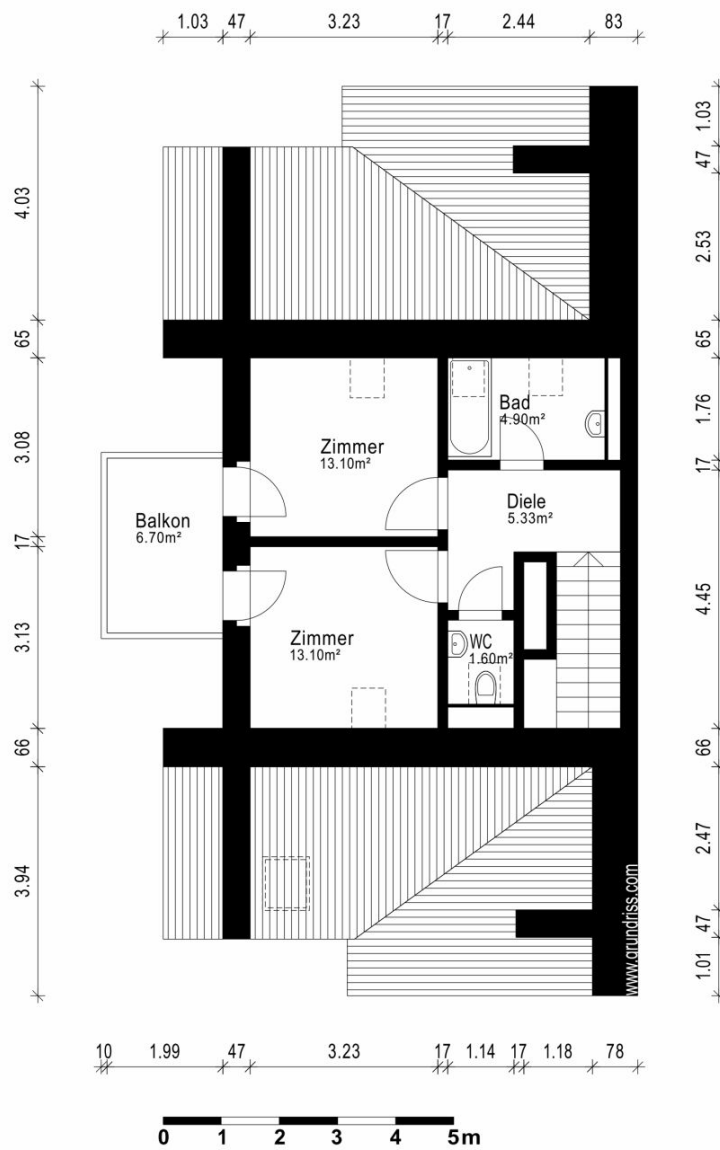 1.03 47 3.23 17 2.44 83
4.03
65
3.08
17
3.13
66
3.94
1.03
47
2.53
65
1.76
17
4.45
66
2.47
47
1.01
Bad
4.90m²
Zimmer
13.10m²
Diele
5.33m²
Balkon
6.70m²
Zimmer
13.10m²
WC
1.60m²
www.grundriss.com
10 1.99 47 3.23 17 1.14 17 1.18 78
0 1 2 3 4 5m